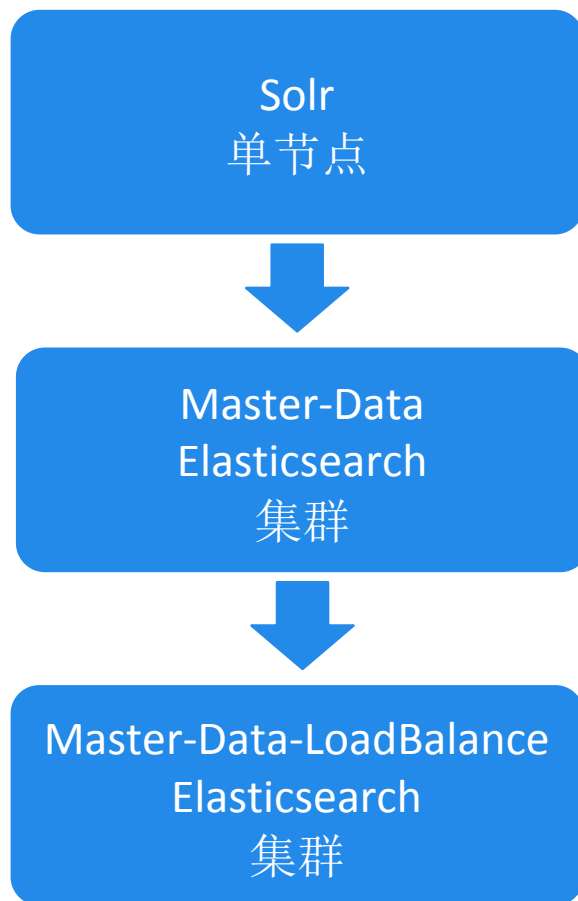 Solr
单节点
Master-Data
Elasticsearch
集群
Master-Data-LoadBalance
Elasticsearch
集群